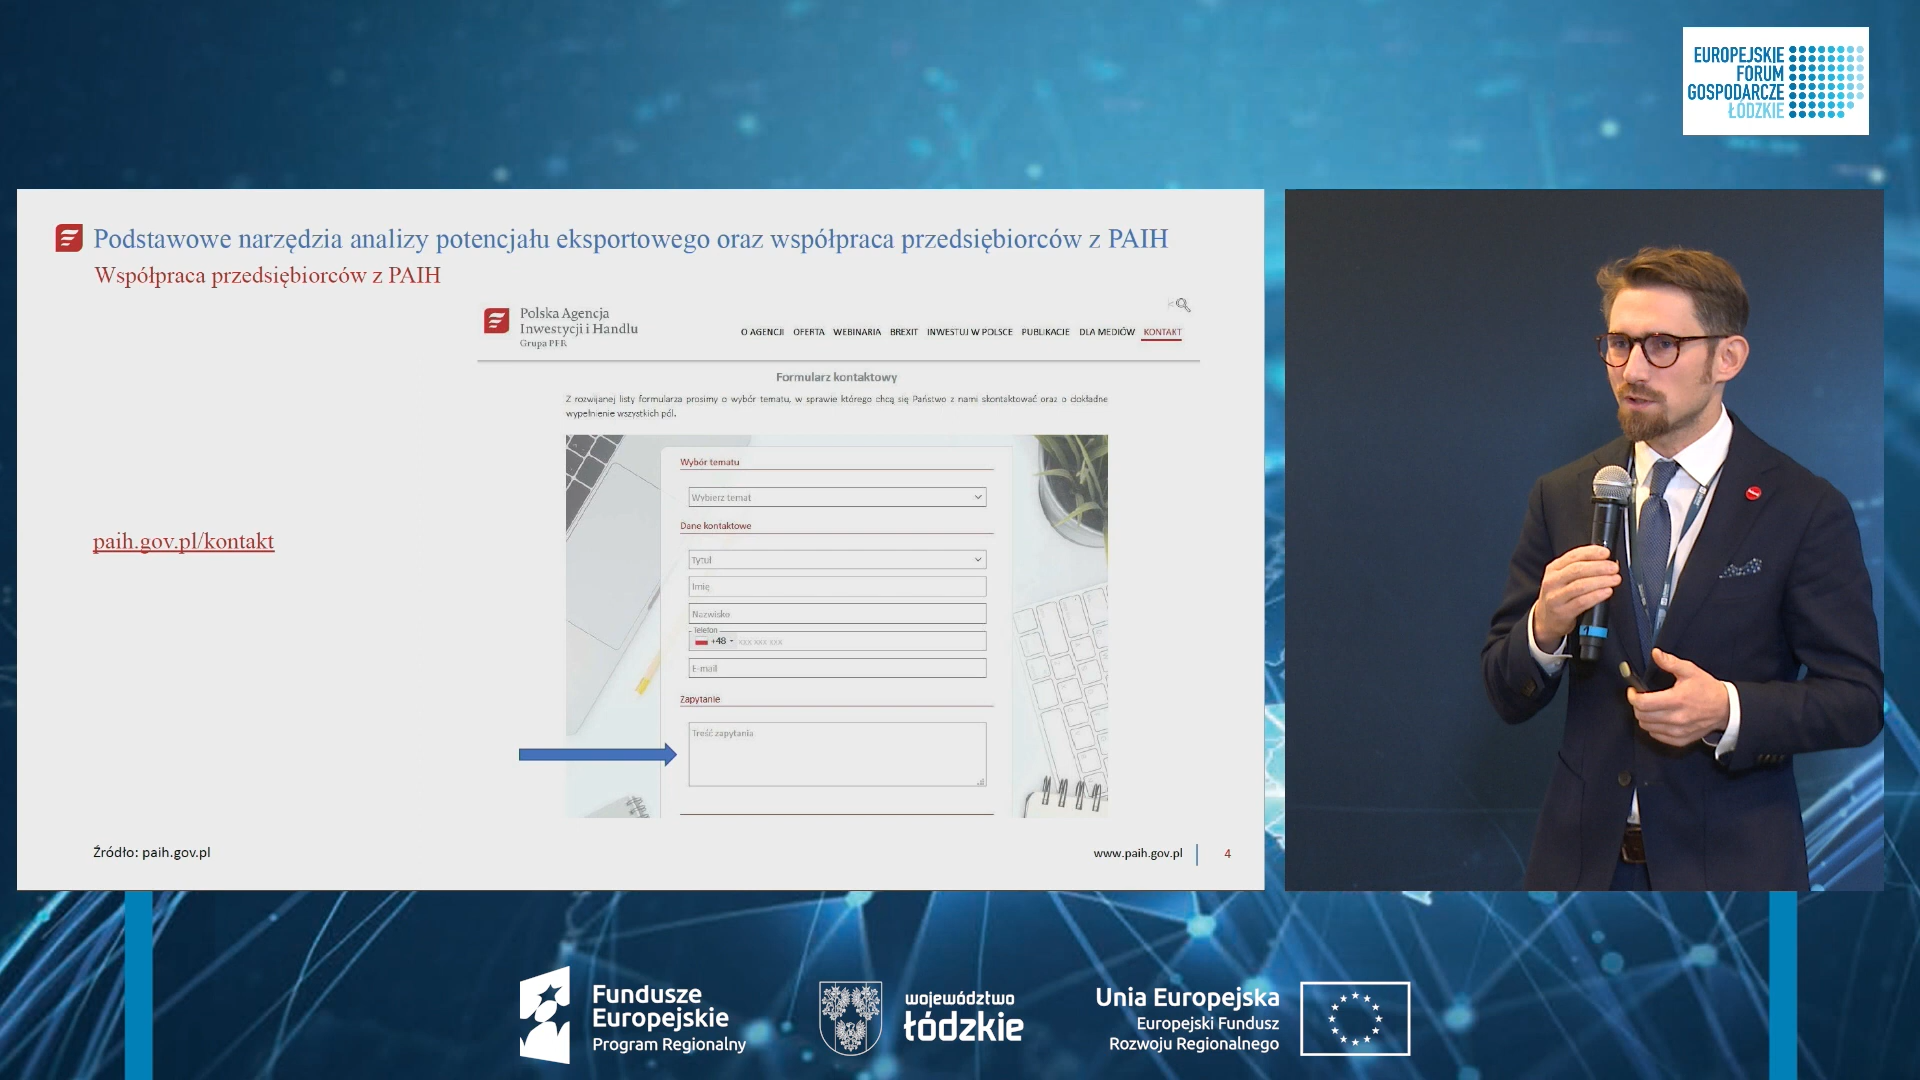 EUROPEJSKIE
FORUM
GOSPODARCZE
ŁÓDZKIE
Podstawowe narzędzia analizy potencjału eksportowego oraz współpraca przedsiębiorców z PAIH
Współpraca przedsiębiorców z PAIH
Polska Agencja
Inwestycji i Handlu
Grupa PFR
O AGENCJI OFERTA WEBINARIA BREXIT INWESTUJ W POLSCE PUBLIKACJE DLA MEDIÓW KONTAKT
Formularz kontaktowy
Z rozwijanej listy formularza prosimy o wybór tematu, w sprawie którego chcą się Państwo z nami skontaktować oraz o dokładne
wypełnienie wszystkich pól.
Wybór tematu
Wybierz temat
Dane kontaktowe
Tytuł
Imię
Nazwisko
Telefon
+48 xxx xxx xxx
E-mail
Zapytanie
Treść zapytania
paih.gov.pl/kontakt
Źródło: paih.gov.pl
www.paih.gov.pl 4
Fundusze
Europejskie
Program Regionalny
województwo
łódzkie
Unia Europejska
Europejski Fundusz
Rozwoju Regionalnego